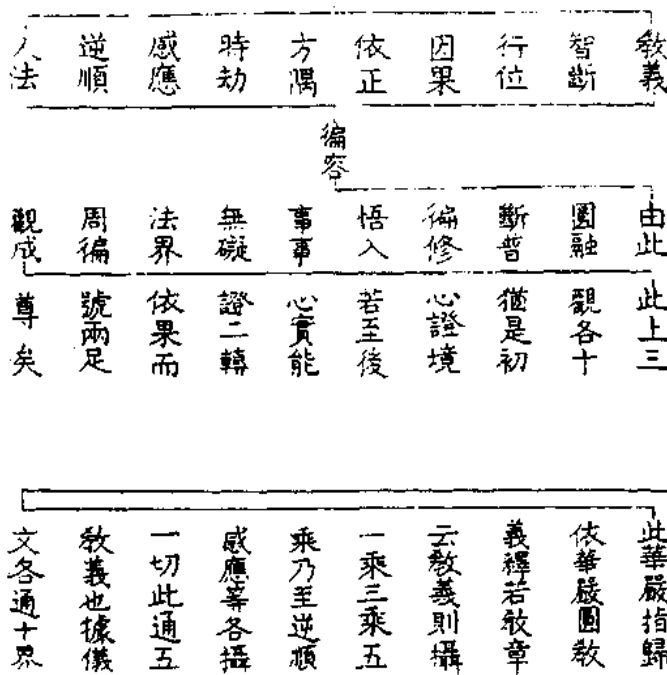 教義
智斷
行位
因果
依正
方隅
時劫
感應
逆順
人法
徧容
由此
圓融
斷普
徧修
悟入
事事
無礙
法界
周徧
觀成
此上三
觀各十
猶是初
心證境
若至後
心實能
證二轉
依果而
號兩足
尊矣
此華嚴指歸
依華嚴圓教
義釋若教章
云教義則攝
一乘三乘五
乘乃至逆順
感應等各攝
一切此通五
教義也據儀
文各通十界